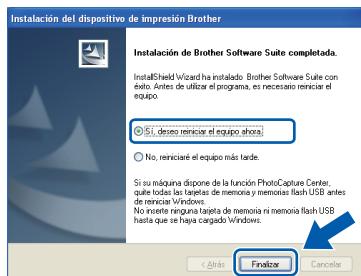 Instalación del dispositivo de impresión Brother
Instalación de Brother Software Suite completada.
InstallShield Wizard ha instalado Brother Software Suite con
éxito. Antes de utilizar el programa, es necesario reiniciar el
equipo.
Sí, deseo reiniciar el equipo ahora.
No, reiniciaré el equipo más tarde.
Si su máquina dispone de la función PhotoCapture Center,
quite todas las tarjetas de memoria y memorias flash USB antes
de reiniciar Windows.
No inserte ninguna tarjeta de memoria ni memoria flash USB
hasta que se haya cargado Windows.
< Atrás Finalizar Cancelar